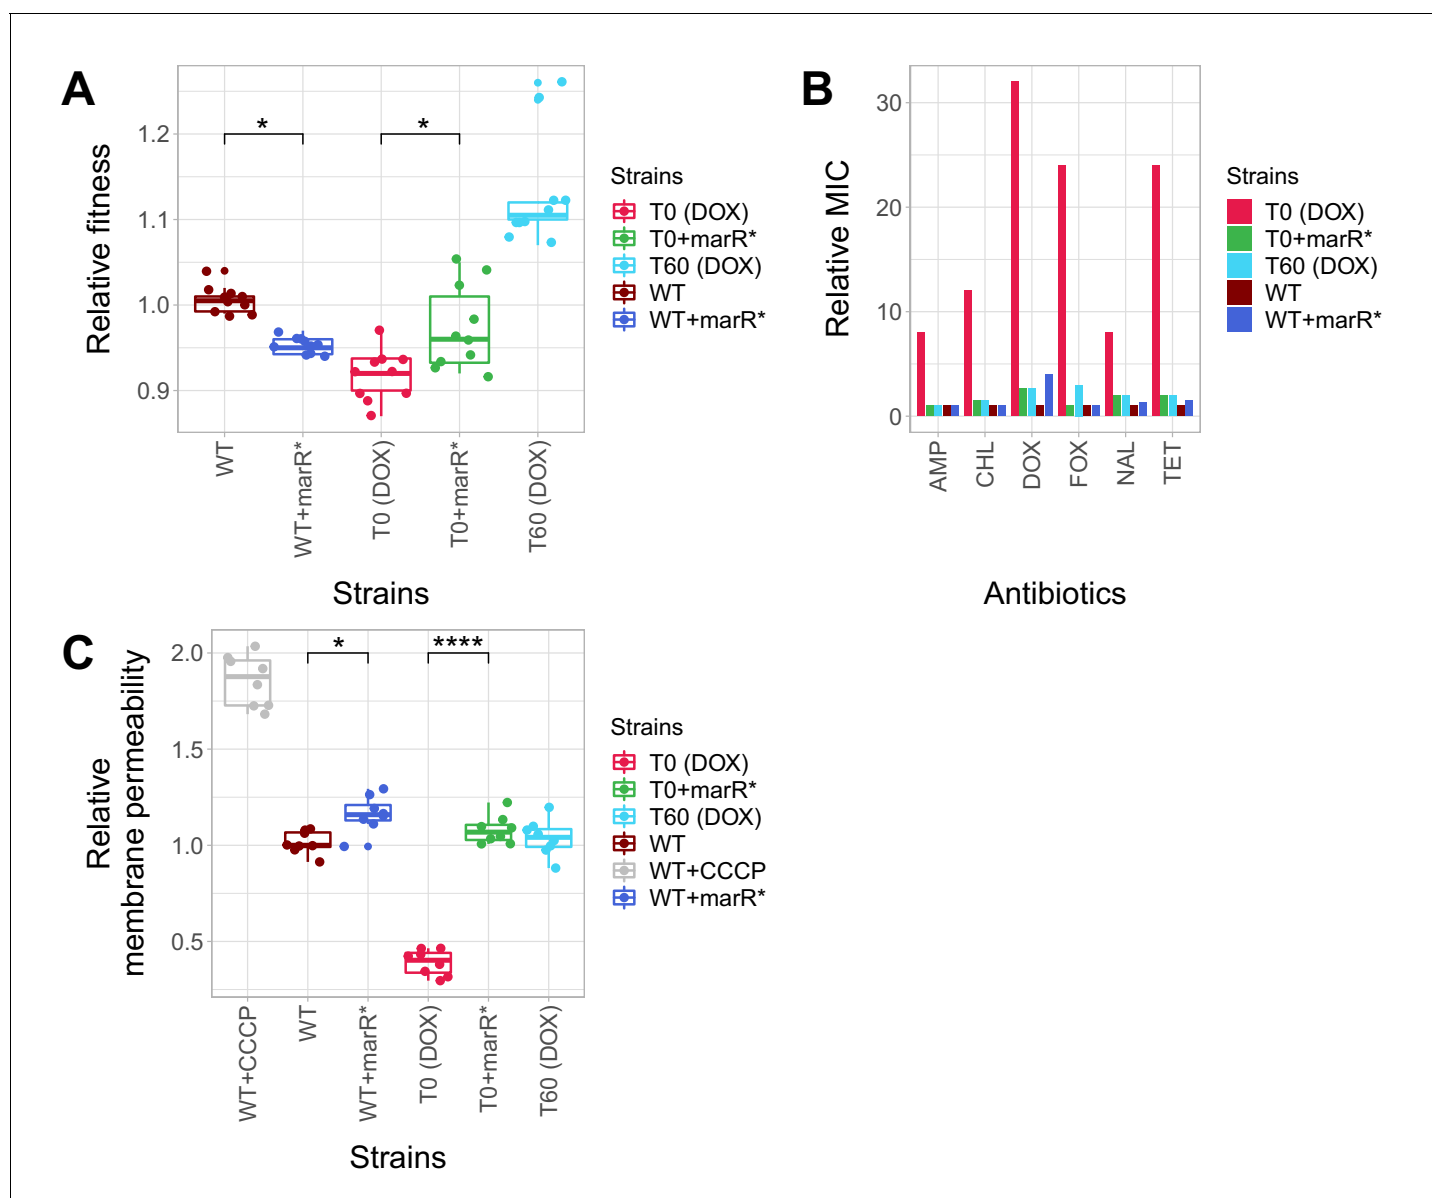 A
Relative fitness
1.2
1.1
1.0
0.9
*
*
WT
WT+marR*
T0 (DOX)
T0+marR*
T60 (DOX)
Strains
Strains
T0 (DOX)
T0+marR*
T60 (DOX)
WT
WT+marR*
B
Relative MIC
30
20
10
0
AMP
CHL
DOX
FOX
NAL
TET
Antibiotics
Strains
T0 (DOX)
T0+marR*
T60 (DOX)
WT
WT+marR*
C
Relative
membrane permeability
2.0
1.5
1.0
0.5
*
****
WT+CCCP
WT
WT+marR*
T0 (DOX)
T0+marR*
T60 (DOX)
Strains
Strains
T0 (DOX)
T0+marR*
T60 (DOX)
WT
WT+CCCP
WT+marR*